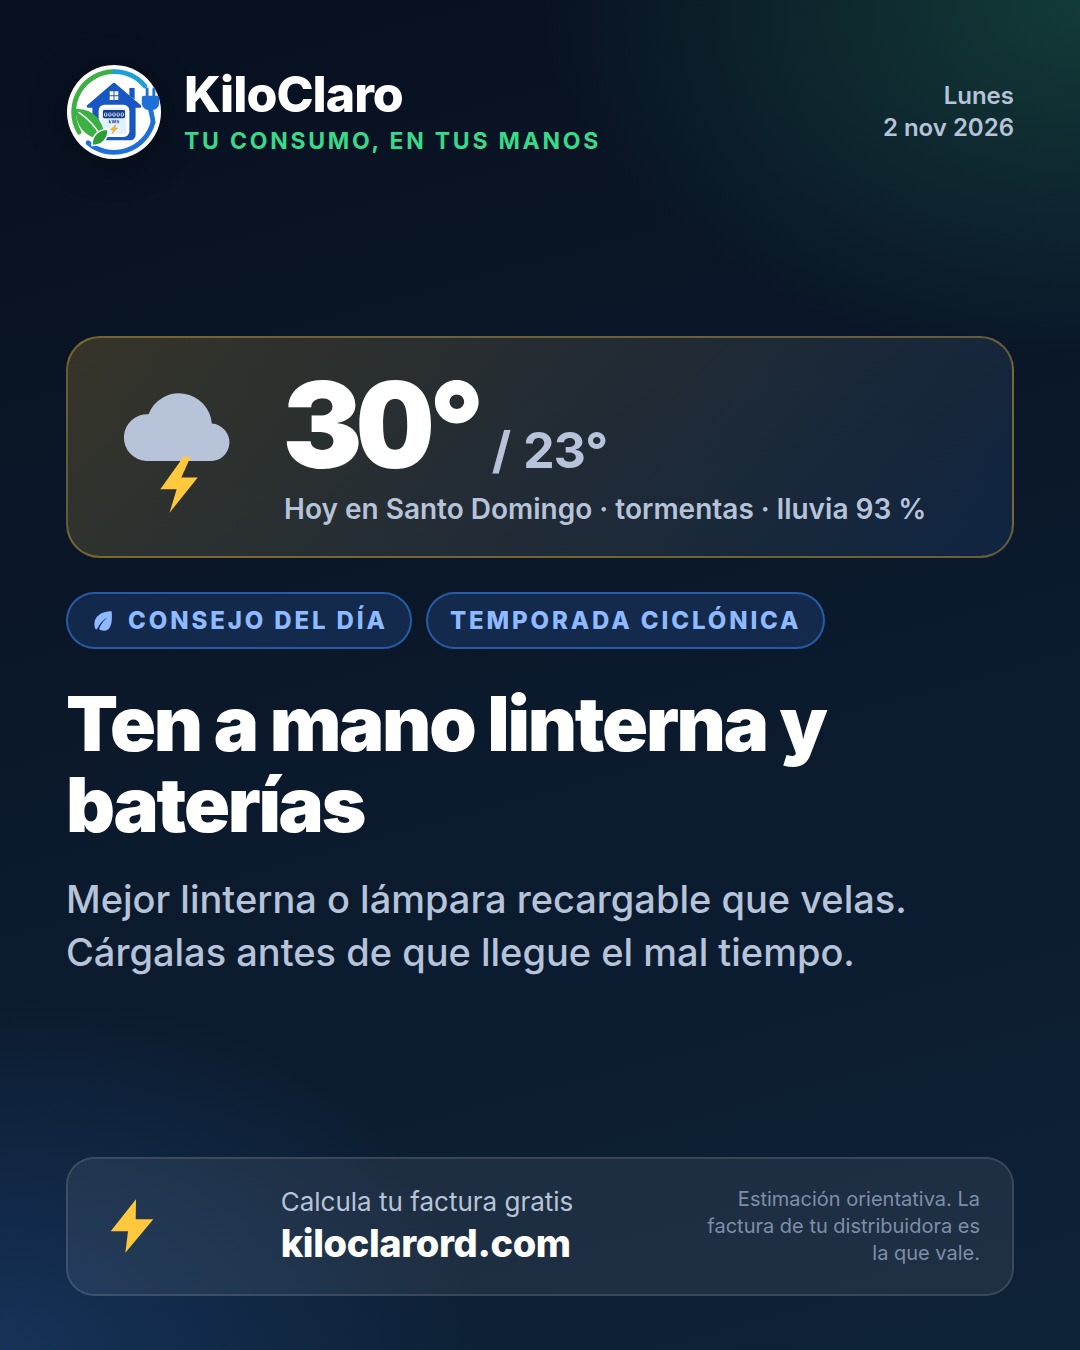 KiloClaro
TU CONSUMO, EN TUS MANOS
Lunes
2 nov 2026
30° / 23°
Hoy en Santo Domingo · tormentas · lluvia 93 %
CONSEJO DEL DÍA
TEMPORADA CICLÓNICA
Ten a mano linterna y
baterías
Mejor linterna o lámpara recargable que velas.
Cárgalas antes de que llegue el mal tiempo.
Calcula tu factura gratis
kiloclarord.com
Estimación orientativa. La
factura de tu distribuidora es
la que vale.